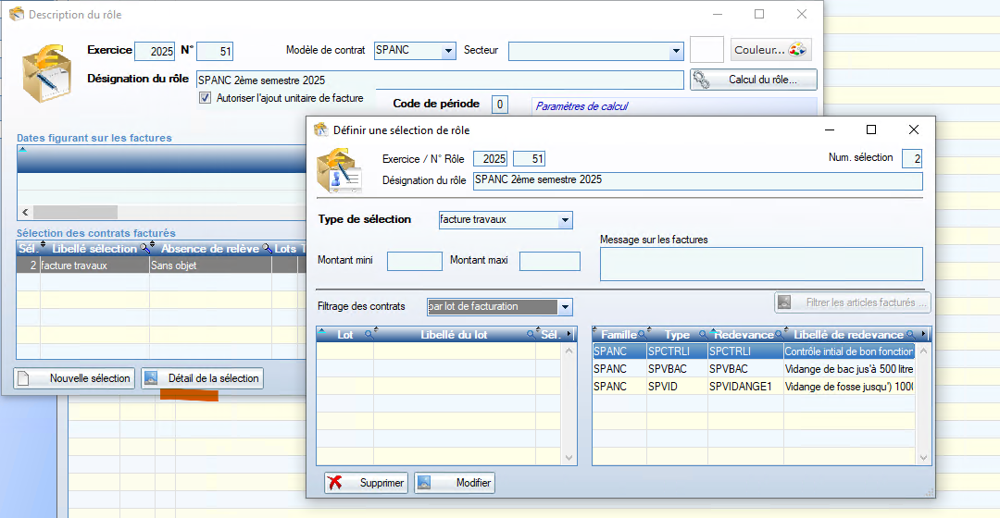 Description du rôle
Exercice 2025 N° 51 Modèle de contrat SPANC Secteur Couleur...
Désignation du rôle SPANC 2ème semestre 2025 Calcul du rôle...
Autoriser l'ajout unitaire de facture Code de période 0 Paramètres de calcul
Dates figurant sur les factures
Sélection des contrats facturés
Sél. Libellé sélection Absence de relève Lots
2 facture travaux Sans objet
Nouvelle sélection Détail de la sélection
Définir une sélection de rôle
Exercice / N° Rôle 2025 51 Num. sélection 2
Désignation du rôle SPANC 2ème semestre 2025
Type de sélection facture travaux
Message sur les factures
Montant mini Montant maxi
Filtrage des contrats par lot de facturation Filtrer les articles facturés ...
Lot Libellé du lot Sél. Famille Type Redevance Libellé de redevance
SPANC SPCTRLI SPCTRLI Contrôle intial de bon fonction
SPANC SPVBAC SPVBAC Vidange de bac jus'à 500 litre
SPANC SPVID SPVIDANGE1 Vidange de fosse jusqu') 1000
Supprimer Modifier